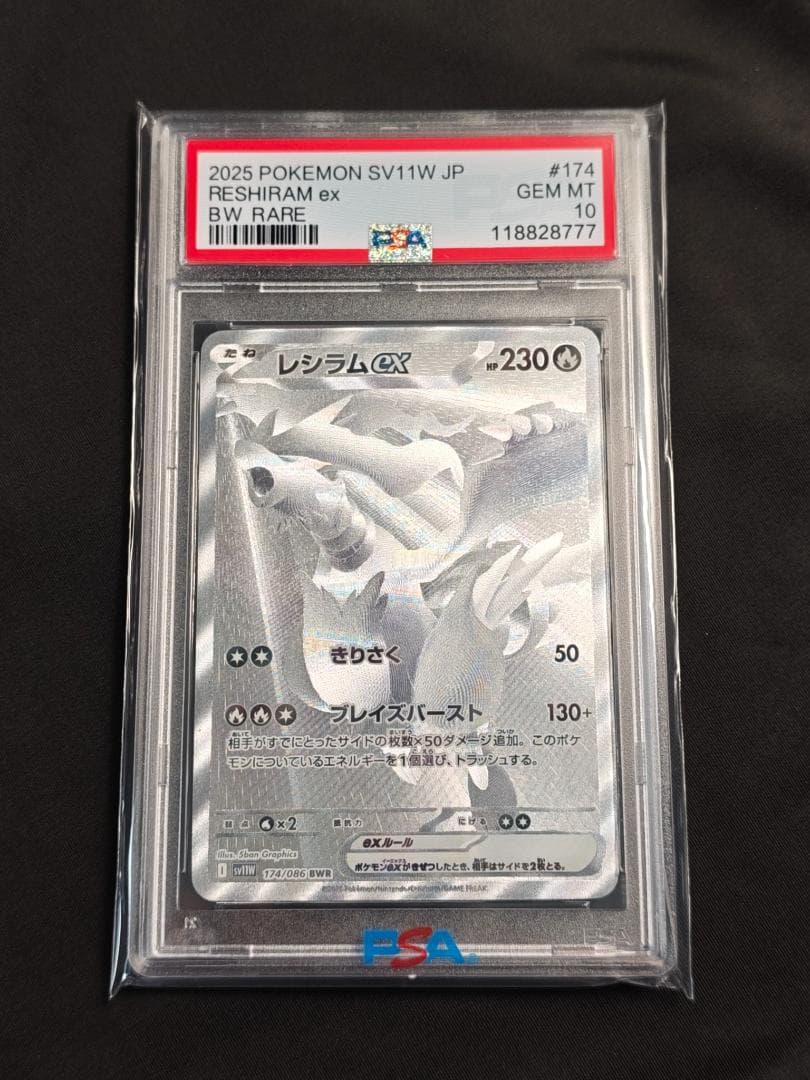 2025 POKEMON SV11W JP #174
RESHIRAM ex GEM MT
BW RARE 10
PSA 118828777
たね レシラムex HP230
きりさく 50
ブレイズバースト 130+
相手がすでにとったサイドの枚数×50ダメージ追加。このポケ
モンについているエネルギーを1個選び、トラッシュする。
弱点 ×2 抵抗力 にげる
exルール
ポケモンexがきぜつしたとき、相手はサイドを2枚とる。
Illus. 5ban Graphics
I sv11W 174/086 BWR
©2025 Pokémon/Nintendo/Creatures/GAME FREAK
PSA